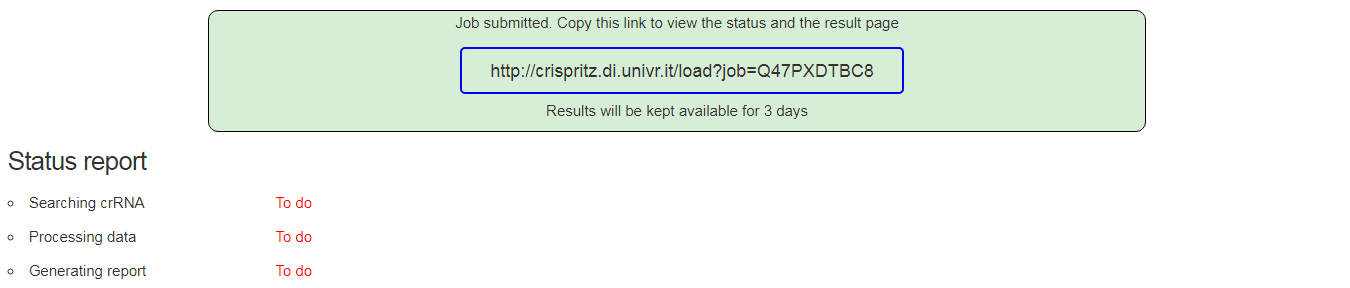 Job submitted. Copy this link to view the status and the result page
http://crispritz.di.univr.it/load?job=Q47PXDTBC8
Results will be kept available for 3 days
Status report
Searching crRNA To do
Processing data To do
Generating report To do